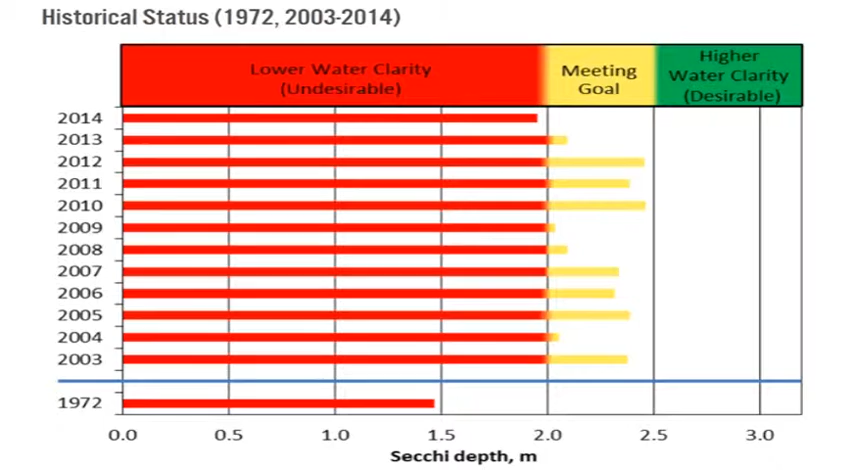 Historical Status (1972, 2003-2014)
Lower Water Clarity
(Undesirable)
Meeting
Goal
Higher
Water Clarity
(Desirable)
2014
2013
2012
2011
2010
2009
2008
2007
2006
2005
2004
2003
1972
0.0 0.5 1.0 1.5 2.0 2.5 3.0
Secchi depth, m